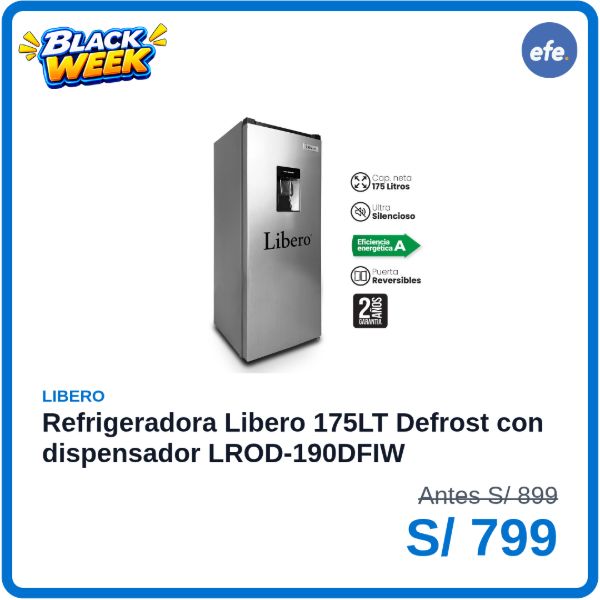 BLACK
WEEK
efe.
Cap. neta
175 Litros
Ultra
Silencioso
Eficiencia
energética A
Puerta
Reversibles
2 AÑOS
GARANTIA
Libero
LIBERO
Refrigeradora Libero 175LT Defrost con
dispensador LROD-190DFIW
Antes S/ 899
S/ 799